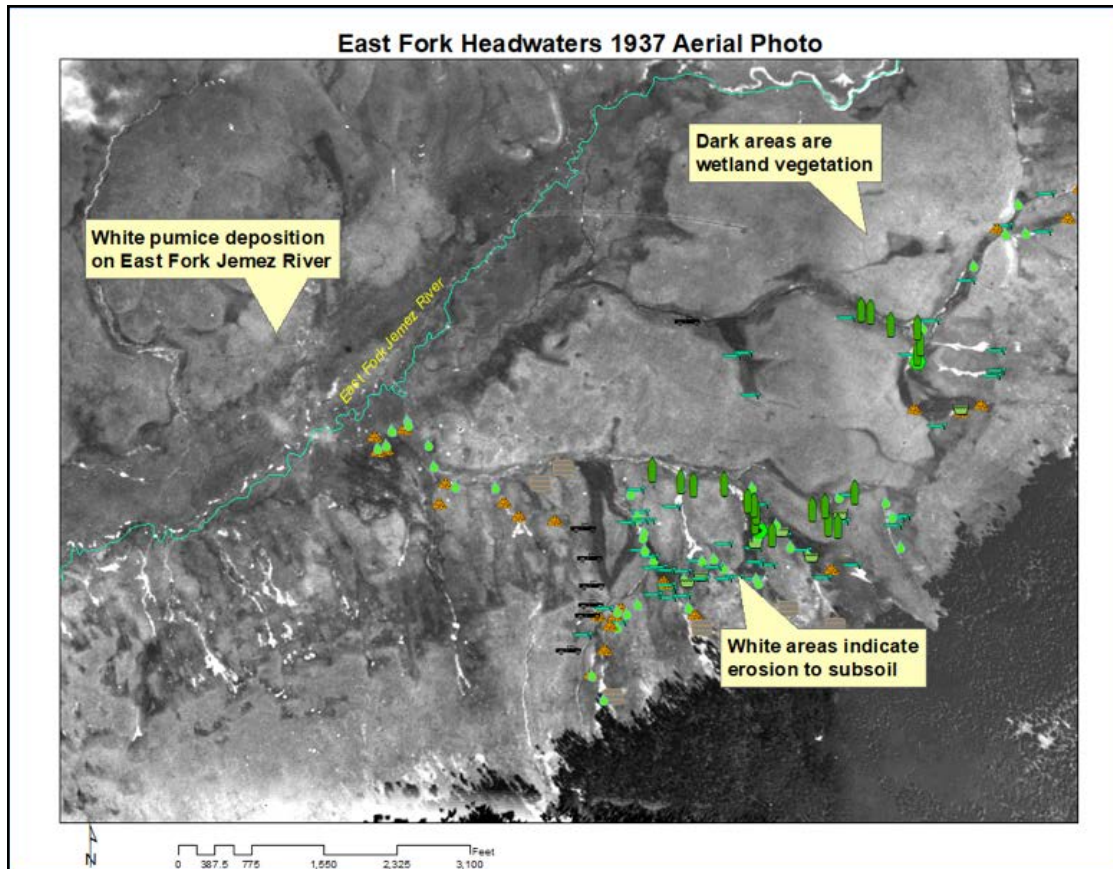 East Fork Headwaters 1937 Aerial Photo
Dark areas are
wetland vegetation
White pumice deposition
on East Fork Jemez River
East Fork Jemez River
White areas indicate
erosion to subsoil
N
Feet
0 387.5 775 1,550 2,325 3,100